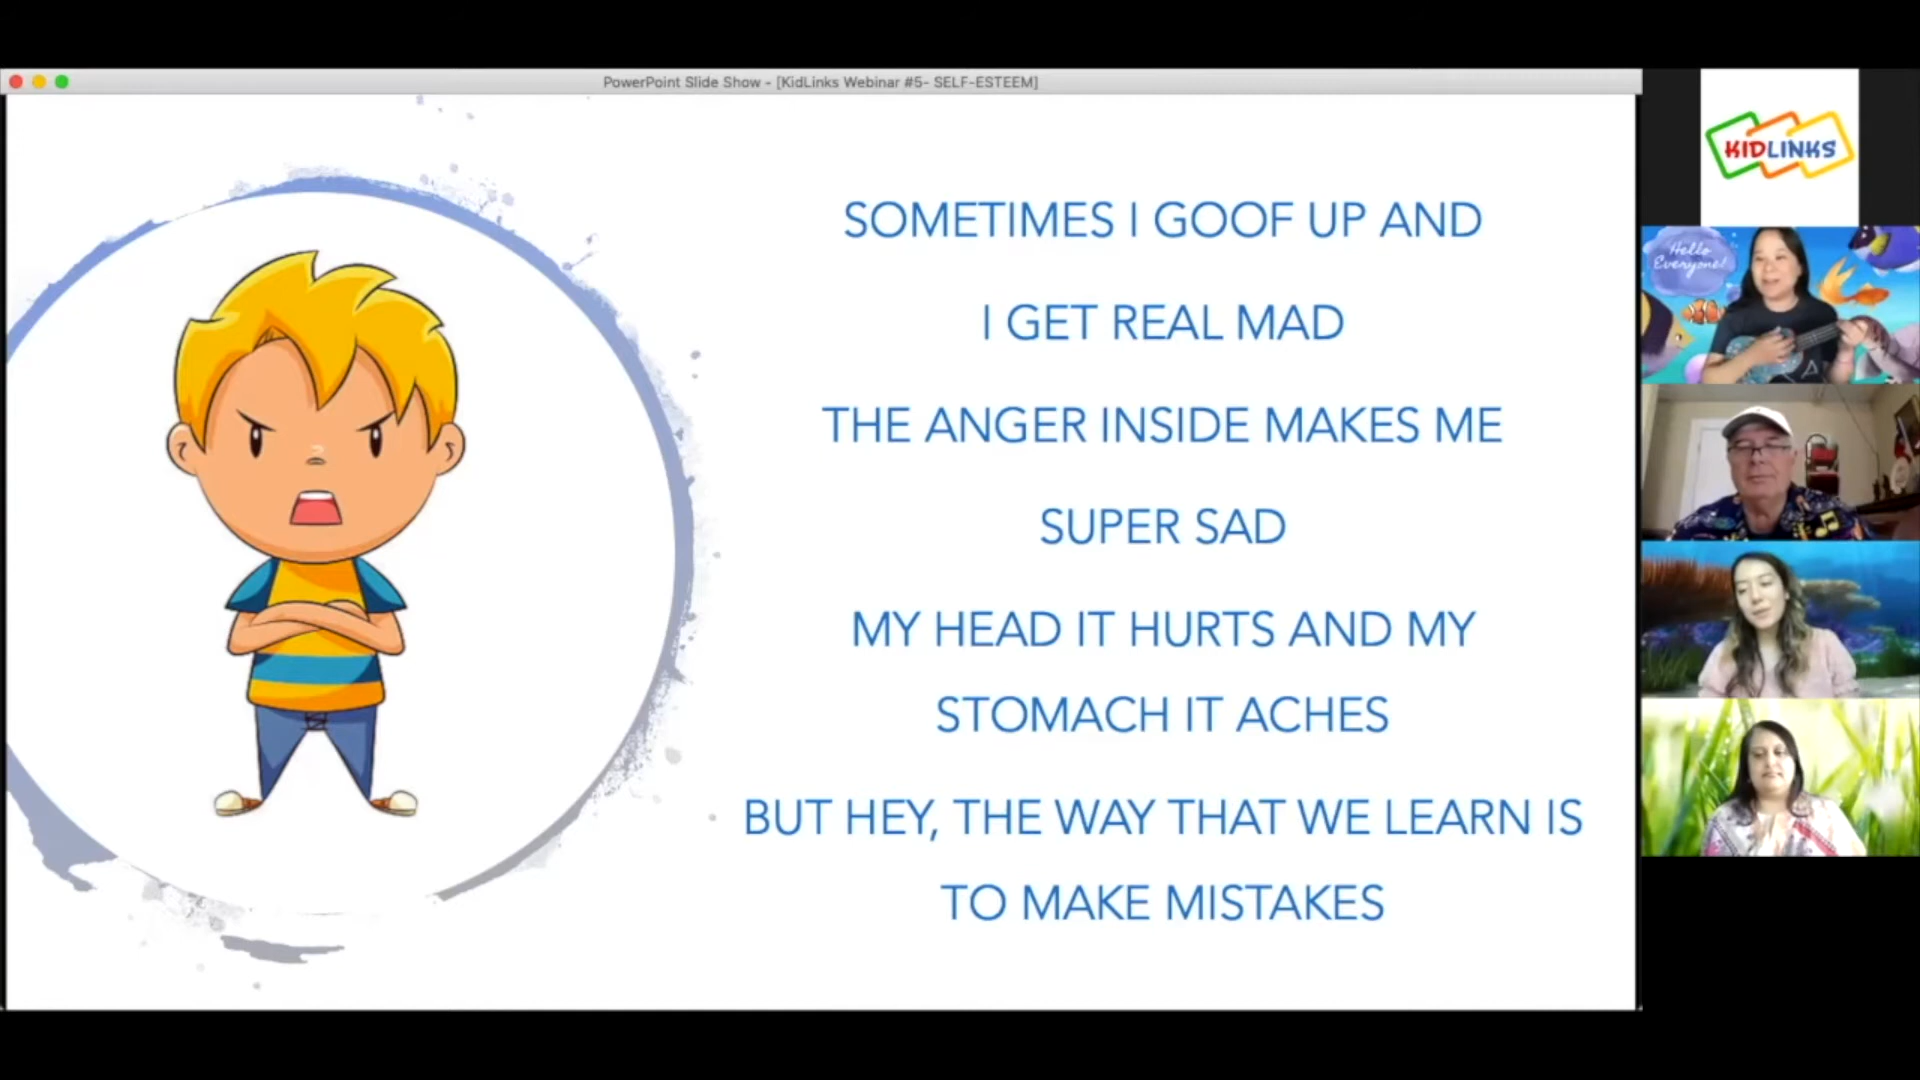 PowerPoint Slide Show - [KidLinks Webinar #5- SELF-ESTEEM]
SOMETIMES I GOOF UP AND
I GET REAL MAD
THE ANGER INSIDE MAKES ME
SUPER SAD
MY HEAD IT HURTS AND MY
STOMACH IT ACHES
BUT HEY, THE WAY THAT WE LEARN IS
TO MAKE MISTAKES
KIDLINKS
Hello
Everyone!